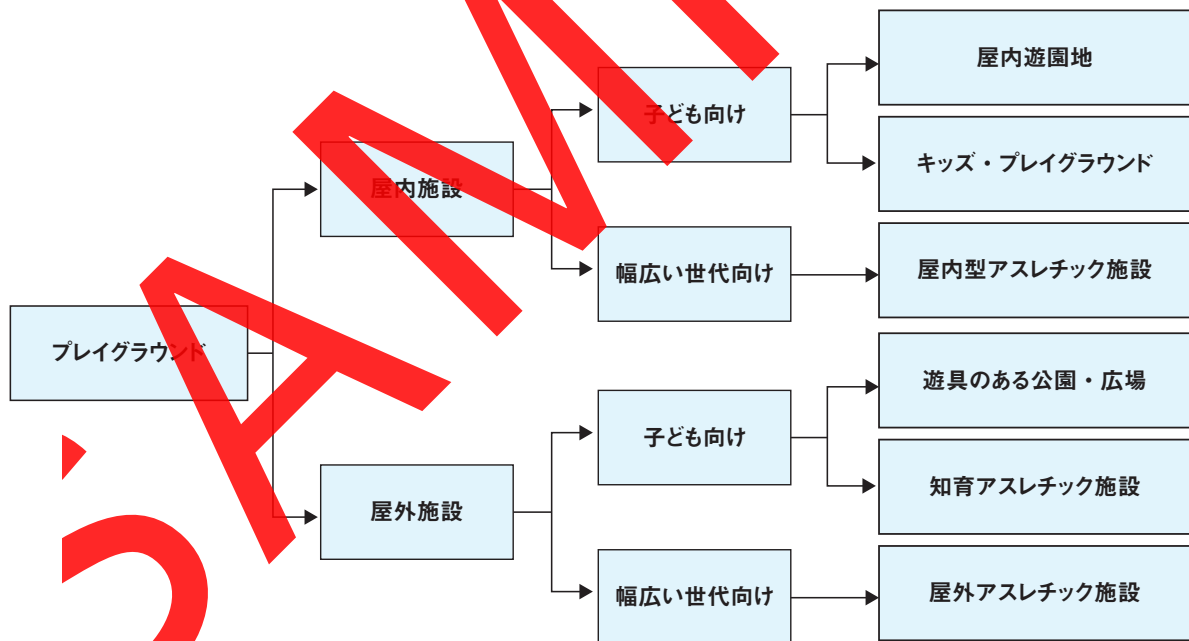 プレイグラウンド
屋内施設
子ども向け
屋内遊園地
キッズ・プレイグラウンド
幅広い世代向け
屋内型アスレチック施設
屋外施設
子ども向け
遊具のある公園・広場
知育アスレチック施設
幅広い世代向け
屋外アスレチック施設
SAM